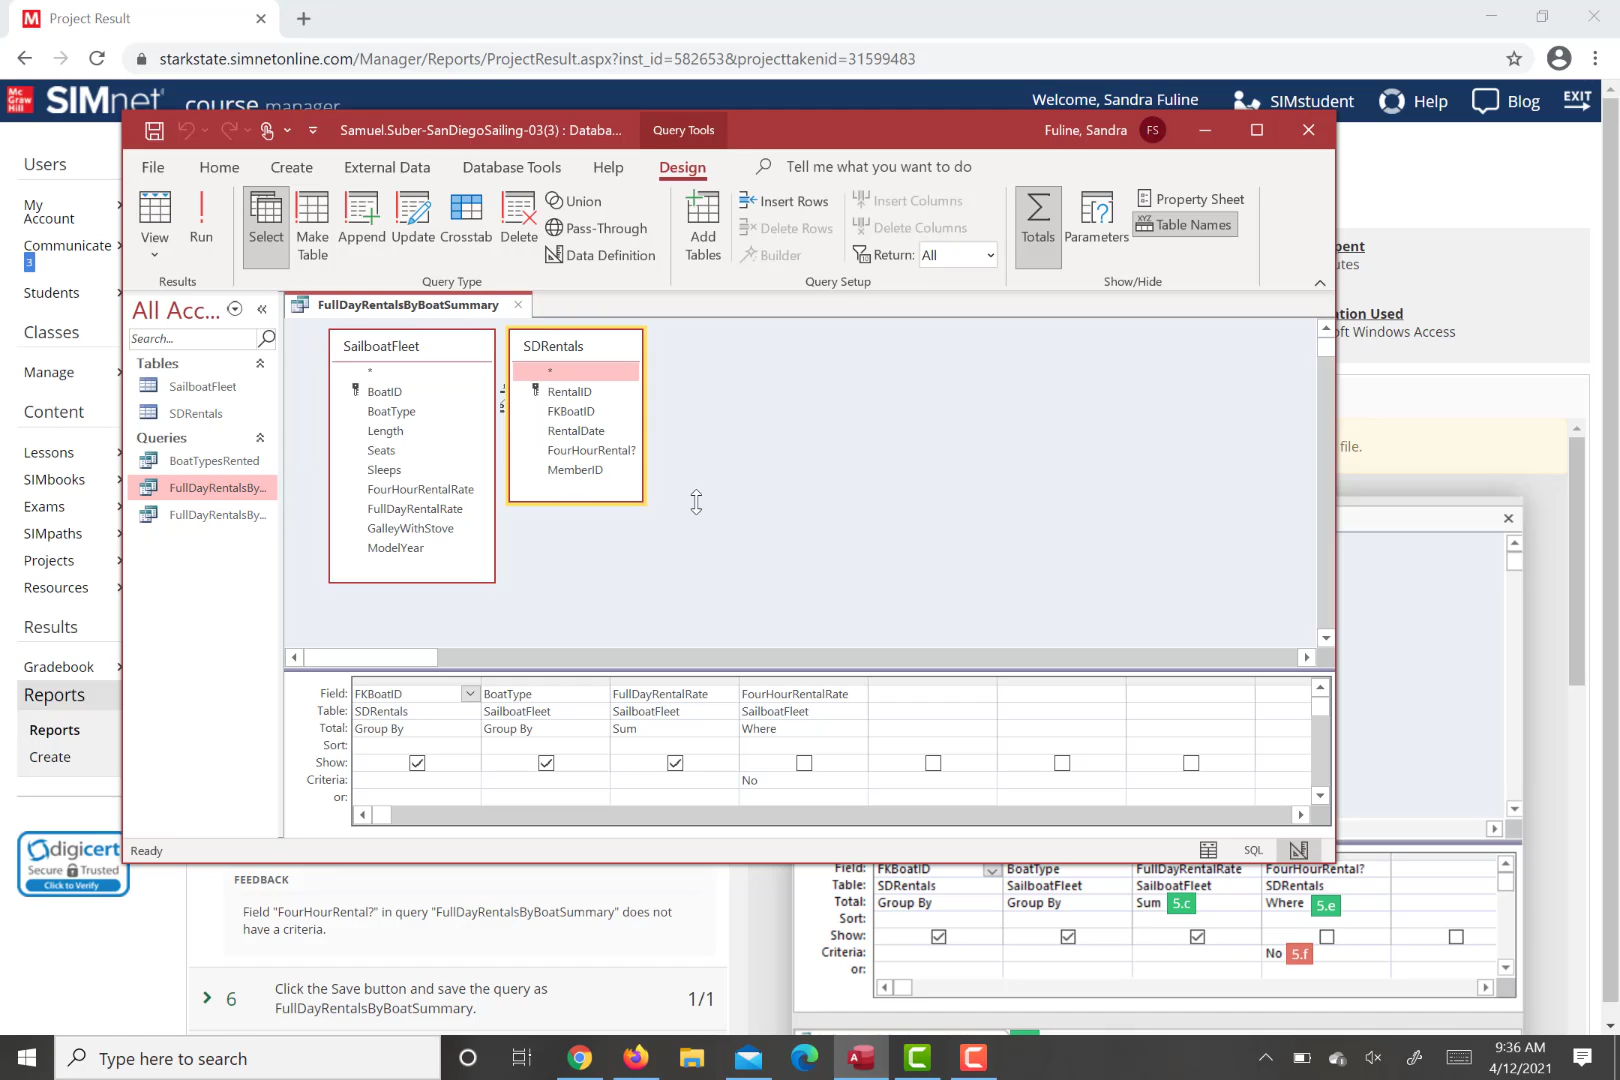 M Project Result
starkstate.simnetonline.com/Manager/Reports/ProjectResult.aspx?inst_id=582653&projecttakenid=31599483
Mc Graw Hill SIMnet course manager
Welcome, Sandra Fuline SIMstudent Help Blog EXIT
Samuel.Suber-SanDiegoSailing-03(3) : Databa... Query Tools Fuline, Sandra FS
File Home Create External Data Database Tools Help Design Tell me what you want to do
View Run Select Make Table Append Update Crosstab Delete
Union
Pass-Through
Data Definition
Add Tables
Insert Rows
Delete Rows
Builder
Insert Columns
Delete Columns
Return: All
Totals Parameters
Property Sheet
XYZ Table Names
Results Query Type Query Setup Show/Hide
Users
My Account
Communicate
3
Students
Classes
Manage
Content
Lessons
SIMbooks
Exams
SIMpaths
Projects
Resources
Results
Gradebook
Reports
Reports
Create
digicert
Secure Trusted
Click to Verify
All Acc...
Search...
Tables
SailboatFleet
SDRentals
Queries
BoatTypesRented
FullDayRentalsBy...
FullDayRentalsBy...
FullDayRentalsByBoatSummary
SailboatFleet
*
BoatID
BoatType
Length
Seats
Sleeps
FourHourRentalRate
FullDayRentalRate
GalleyWithStove
ModelYear
SDRentals
*
RentalID
FKBoatID
RentalDate
FourHourRental?
MemberID
Field: FKBoatID BoatType FullDayRentalRate FourHourRentalRate
Table: SDRentals SailboatFleet SailboatFleet SailboatFleet
Total: Group By Group By Sum Where
Sort:
Show:
Criteria: No
or:
Ready SQL
ation Used
oft Windows Access
file.
FEEDBACK
Field "FourHourRental?" in query "FullDayRentalsByBoatSummary" does not
have a criteria.
6 Click the Save button and save the query as
FullDayRentalsByBoatSummary. 1/1
Field: FKBoatID BoatType FullDayRentalRate FourHourRental?
Table: SDRentals SailboatFleet SailboatFleet SDRentals
Total: Group By Group By Sum 5.c Where 5.e
Sort:
Show:
Criteria: No 5.f
or:
Type here to search
9:36 AM
4/12/2021